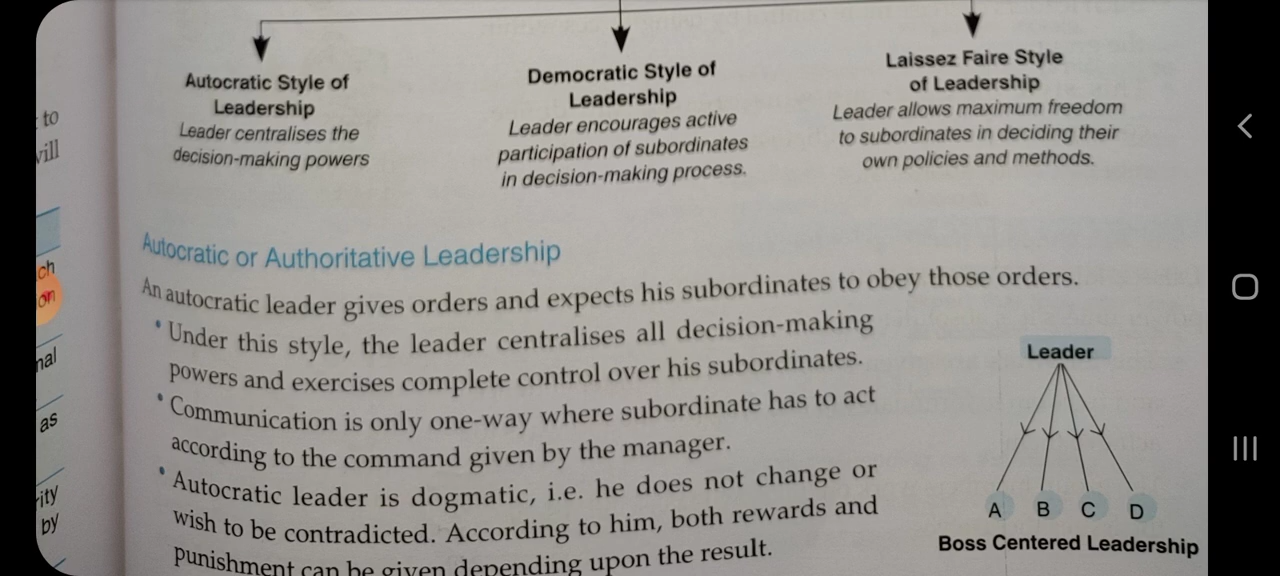 Autocratic Style of
Leadership
Leader centralises the
decision-making powers
Democratic Style of
Leadership
Leader encourages active
participation of subordinates
in decision-making process.
Laissez Faire Style
of Leadership
Leader allows maximum freedom
to subordinates in deciding their
own policies and methods.
to
will
ch
on
nal
as
rity
by
Autocratic or Authoritative Leadership
An autocratic leader gives orders and expects his subordinates to obey those orders.
• Under this style, the leader centralises all decision-making
powers and exercises complete control over his subordinates.
• Communication is only one-way where subordinate has to act
according to the command given by the manager.
• Autocratic leader is dogmatic, i.e. he does not change or
wish to be contradicted. According to him, both rewards and
punishment can be given depending upon the result.
Leader
A B C D
Boss Centered Leadership